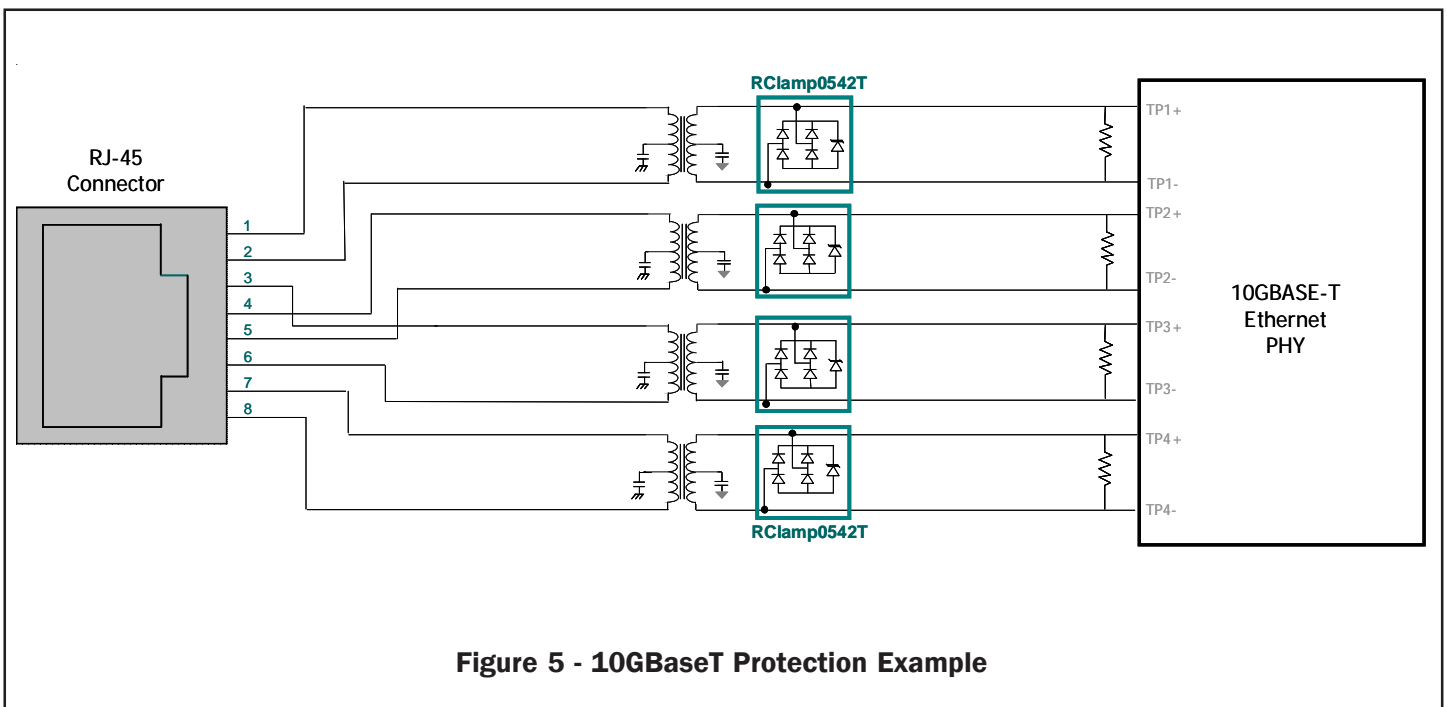 RClamp0542T
RJ-45
Connector
1
2
3
4
5
6
7
8
TP1+
TP1-
TP2+
TP2-
TP3+
TP3-
TP4+
TP4-
10GBASE-T
Ethernet
PHY
RClamp0542T
Figure 5 - 10GBaseT Protection Example